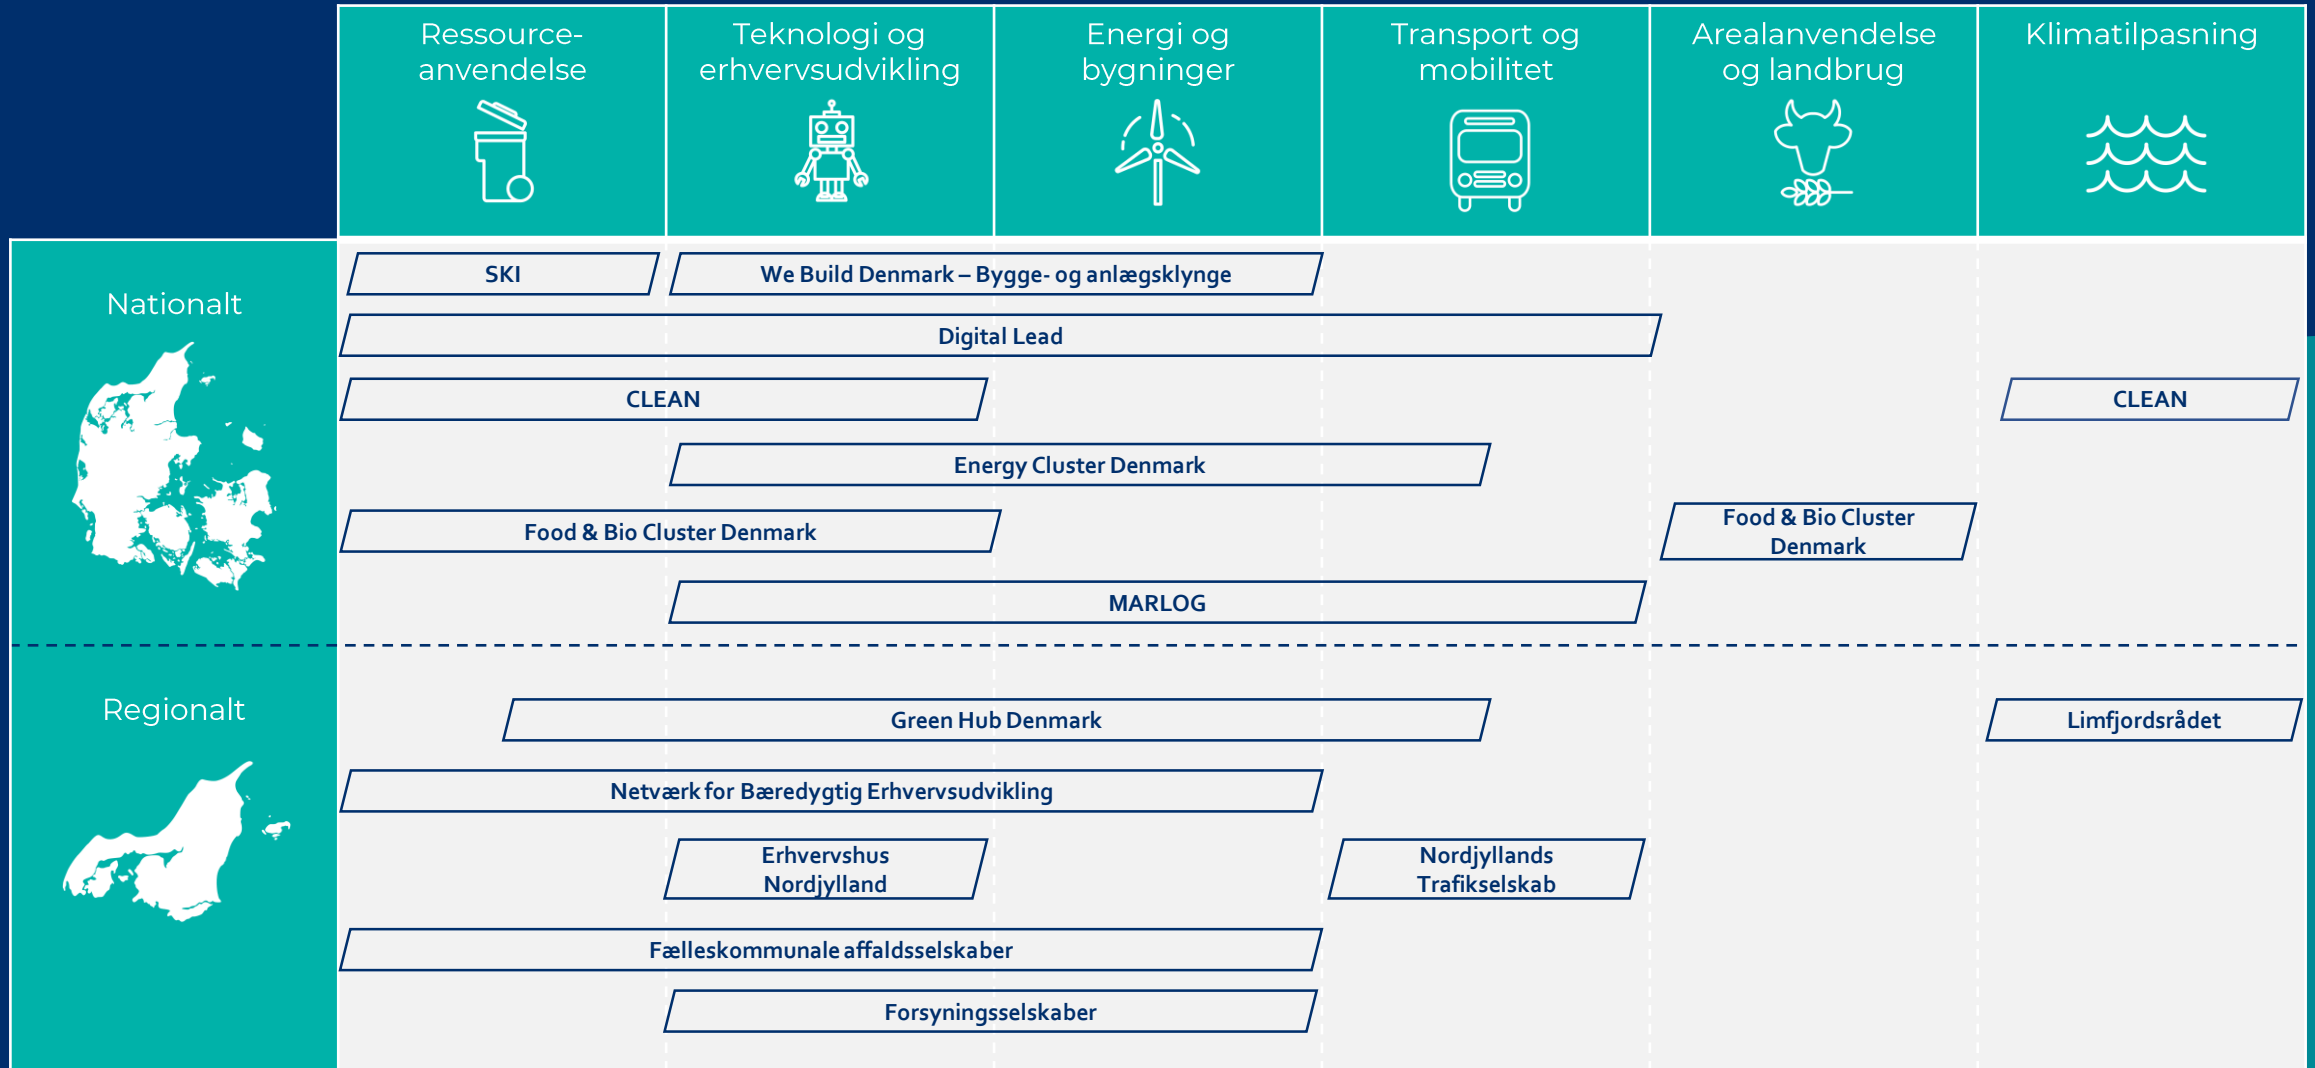 Ressource-
anvendelse
Teknologi og
erhvervsudvikling
Energi og
bygninger
Transport og
mobilitet
Arealanvendelse
og landbrug
Klimatilpasning
Nationalt
SKI
We Build Denmark – Bygge- og anlægsklynge
Digital Lead
CLEAN
CLEAN
Energy Cluster Denmark
Food & Bio Cluster Denmark
Food & Bio Cluster
Denmark
MARLOG
Regionalt
Green Hub Denmark
Limfjordsrådet
Netværk for Bæredygtig Erhvervsudvikling
Erhvervshus
Nordjylland
Nordjyllands
Trafikselskab
Fælleskommunale affaldsselskaber
Forsyningsselskaber